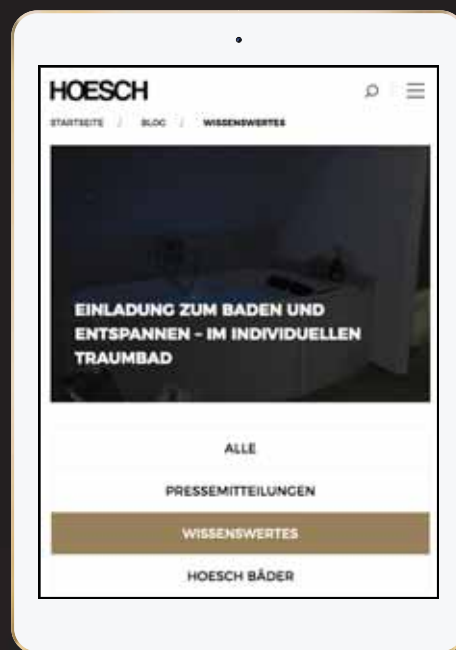 HOESCH
STARTSEITE / BLOG / WISSENSWERTES
EINLADUNG ZUM BADEN UND
ENTSPANNEN – IM INDIVIDUELLEN
TRAUMBAD
ALLE
PRESSEMITTEILUNGEN
WISSENSWERTES
HOESCH BÄDER